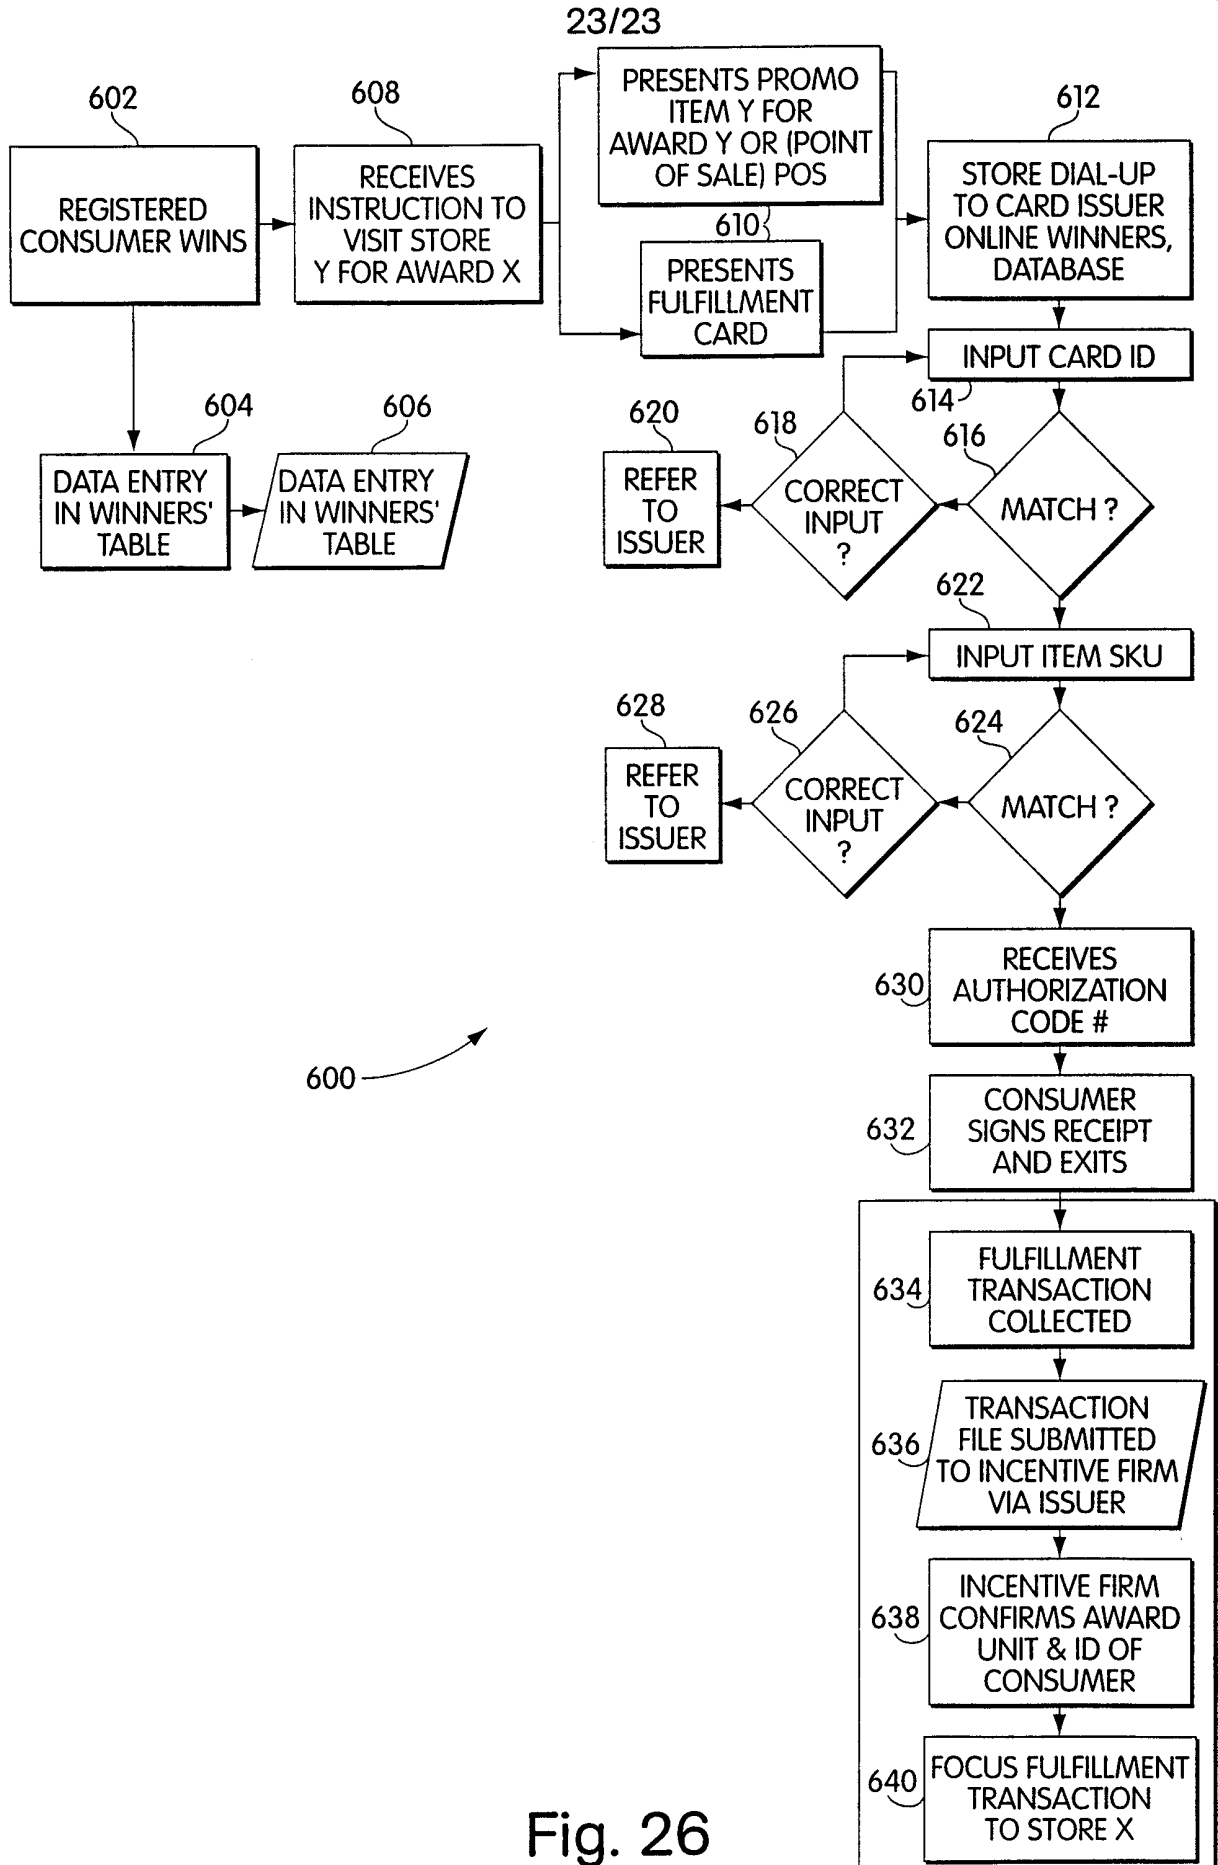 23/23
602
REGISTERED
CONSUMER WINS
608
RECEIVES
INSTRUCTION TO
VISIT STORE
Y FOR AWARD X
PRESENTS PROMO
ITEM Y FOR
AWARD Y OR (POINT
OF SALE) POS
610
PRESENTS
FULFILLMENT
CARD
612
STORE DIAL-UP
TO CARD ISSUER
ONLINE WINNERS,
DATABASE
INPUT CARD ID
614
604
DATA ENTRY
IN WINNERS'
TABLE
606
DATA ENTRY
IN WINNERS'
TABLE
620
REFER
TO
ISSUER
618
CORRECT
INPUT
?
616
MATCH ?
622
INPUT ITEM SKU
628
REFER
TO
ISSUER
626
CORRECT
INPUT
?
624
MATCH ?
630
RECEIVES
AUTHORIZATION
CODE #
600
632
CONSUMER
SIGNS RECEIPT
AND EXITS
634
FULFILLMENT
TRANSACTION
COLLECTED
636
TRANSACTION
FILE SUBMITTED
TO INCENTIVE FIRM
VIA ISSUER
638
INCENTIVE FIRM
CONFIRMS AWARD
UNIT & ID OF
CONSUMER
640
FOCUS FULFILLMENT
TRANSACTION
TO STORE X
Fig. 26